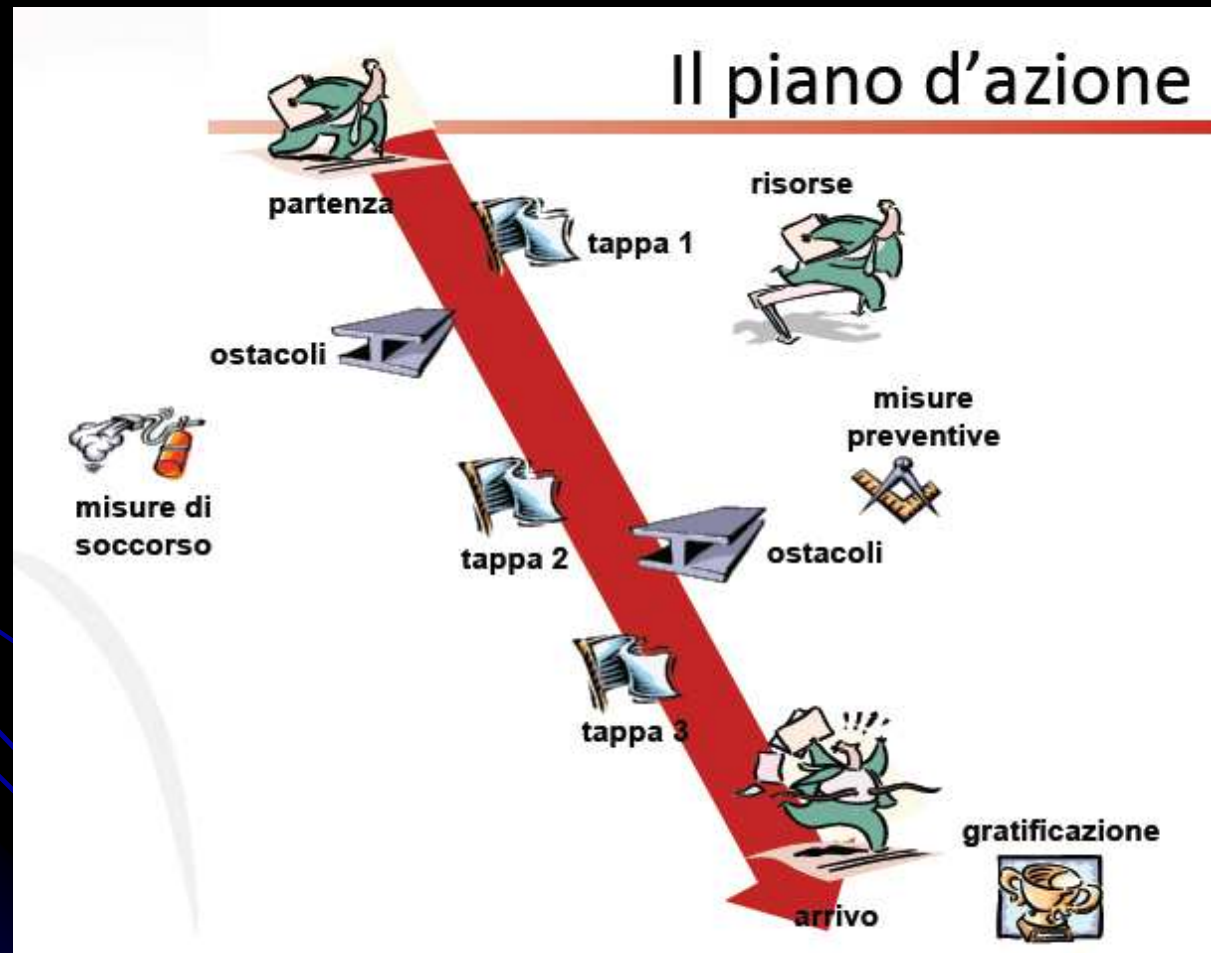 Il piano d'azione
partenza
risorse
tappa 1
ostacoli
misure
preventive
misure di
soccorso
tappa 2
ostacoli
tappa 3
gratificazione
arrivo